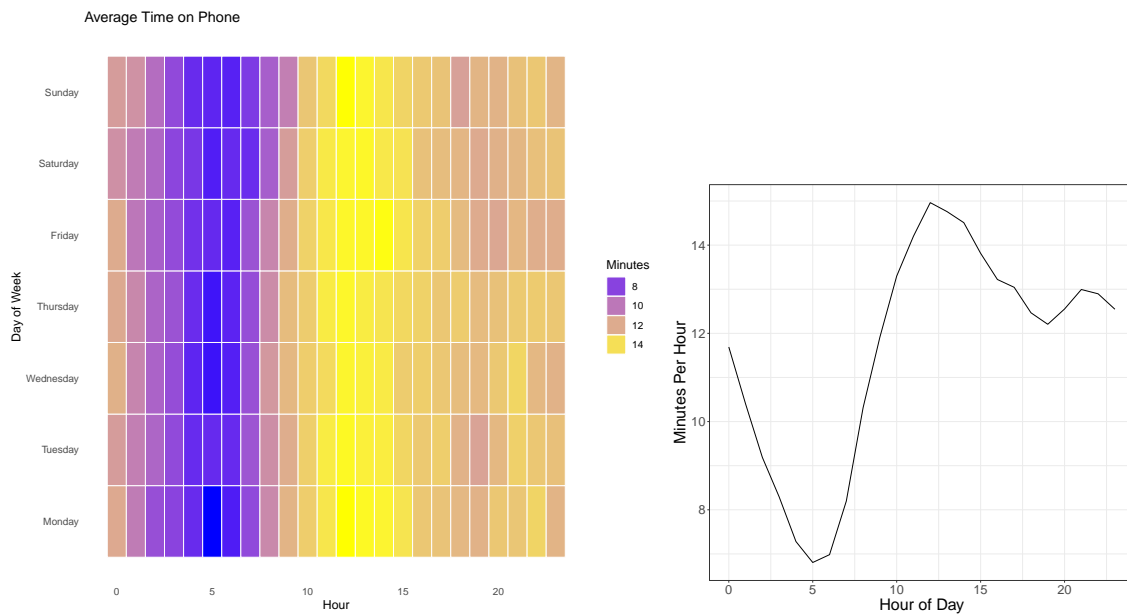 Average Time on Phone
Day of Week
Sunday
Saturday
Friday
Thursday
Wednesday
Tuesday
Monday
0 5 10 15 20
Hour
Minutes
8
10
12
14
Minutes Per Hour
14
12
10
8
0 5 10 15 20
Hour of Day